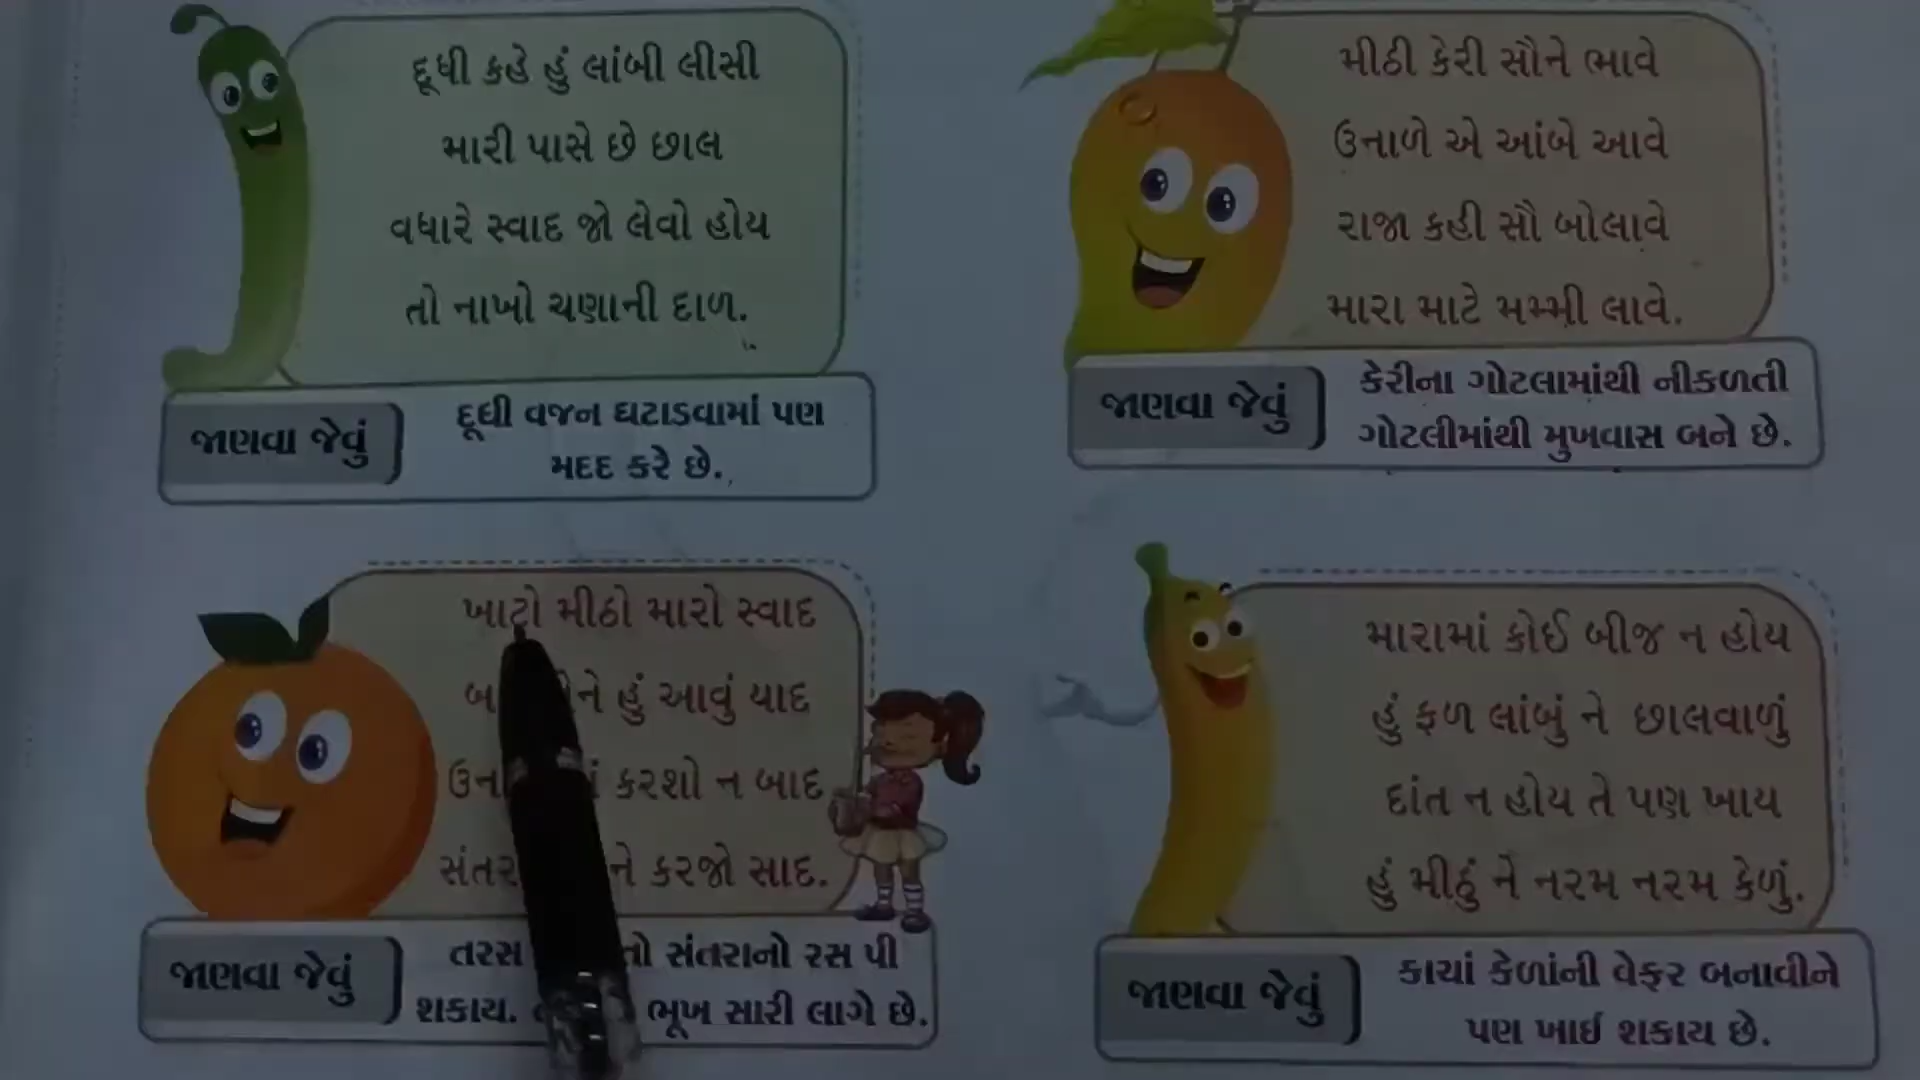 દૂધી કહે હું લાંબી લીસી
મારી પાસે છે છાલ
વધારે સ્વાદ જો લેવો હોય
તો નાખો ચણાની દાળ.
જાણવા જેવું
દૂધી વજન ઘટાડવામાં પણ
મદદ કરે છે.
મીઠી કેરી સૌને ભાવે
ઉનાળે એ આંબે આવે
રાજા કહી સૌ બોલાવે
મારા માટે મમ્મી લાવે.
જાણવા જેવું
કેરીના ગોટલામાંથી નીકળતી
ગોટલીમાંથી મુખવાસ બને છે.
ખાટો મીઠો મારો સ્વાદ
હું આવું યાદ
કરશો ન બાદ
કરજો સાદ.
જાણવા જેવું
તરસ તો સંતરાનો રસ પી
શકાય. ભૂખ સારી લાગે છે.
મારામાં કોઈ બીજ ન હોય
હું ફળ લાંબું ને છાલવાળું
દાંત ન હોય તે પણ ખાય
હું મીઠું ને નરમ નરમ કેળું.
જાણવા જેવું
કાચાં કેળાંની વેફર બનાવીને
પણ ખાઈ શકાય છે.